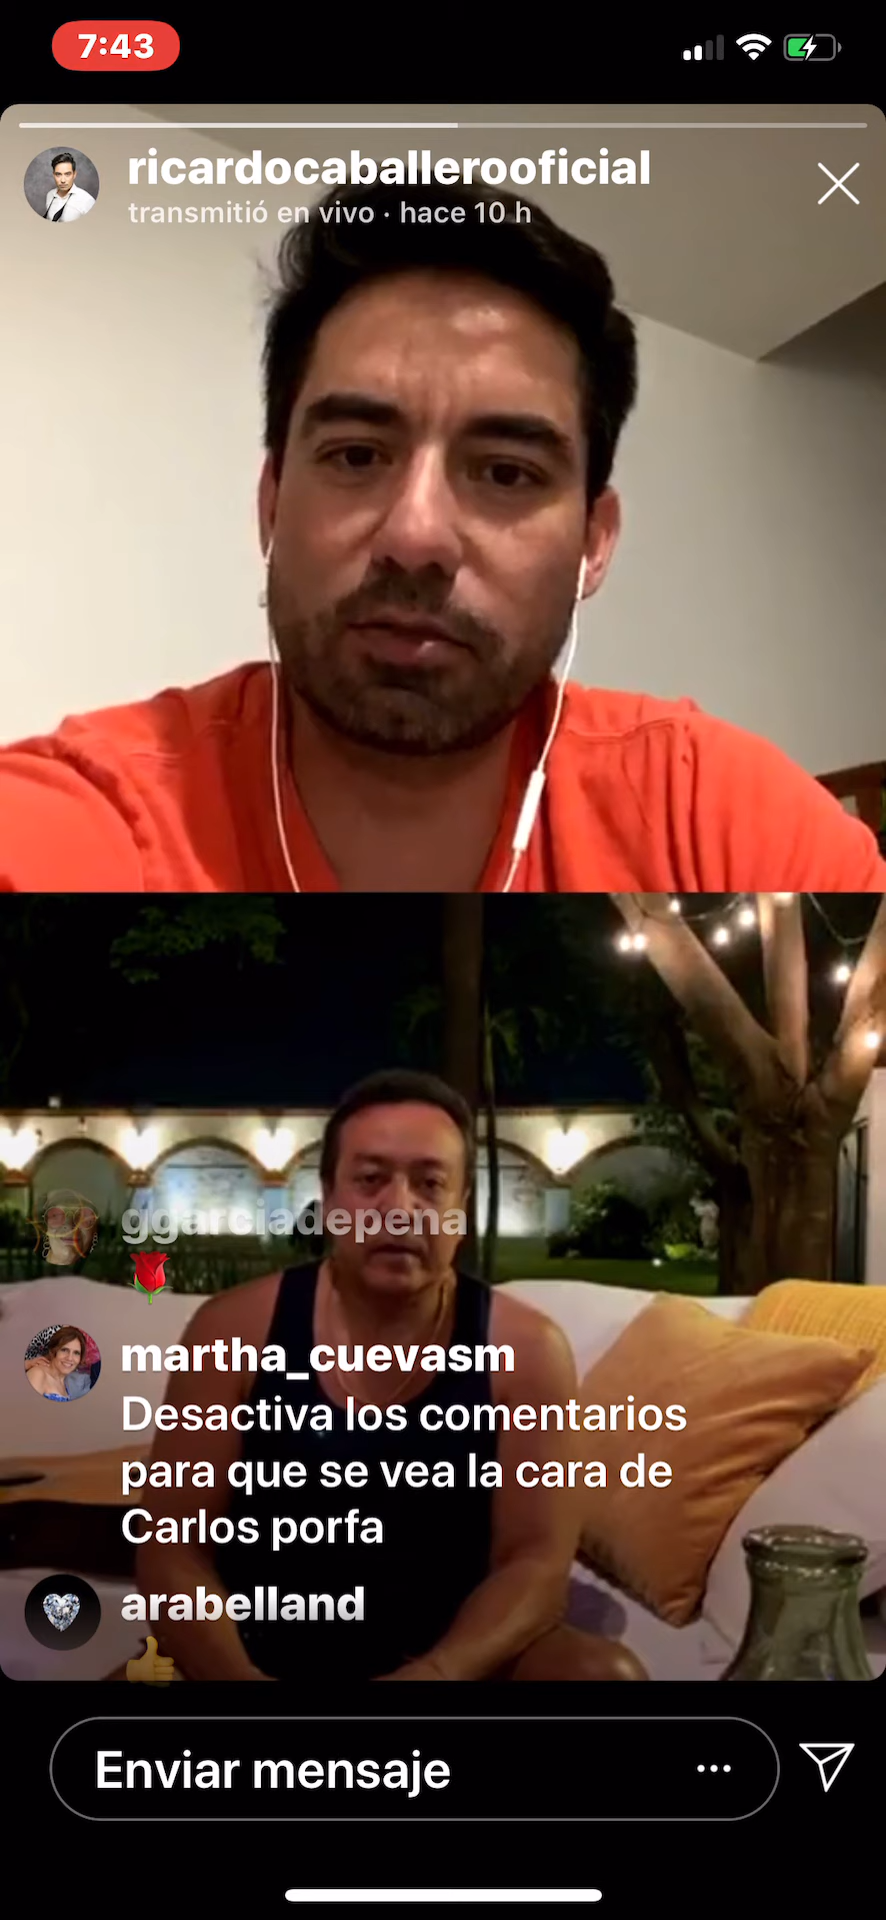 7:43
ricardocaballerooficial
transmitió en vivo · hace 10 h
ggarciadepena
🌹
martha_cuevasm
Desactiva los comentarios
para que se vea la cara de
Carlos porfa
arabelland
👍
Enviar mensaje